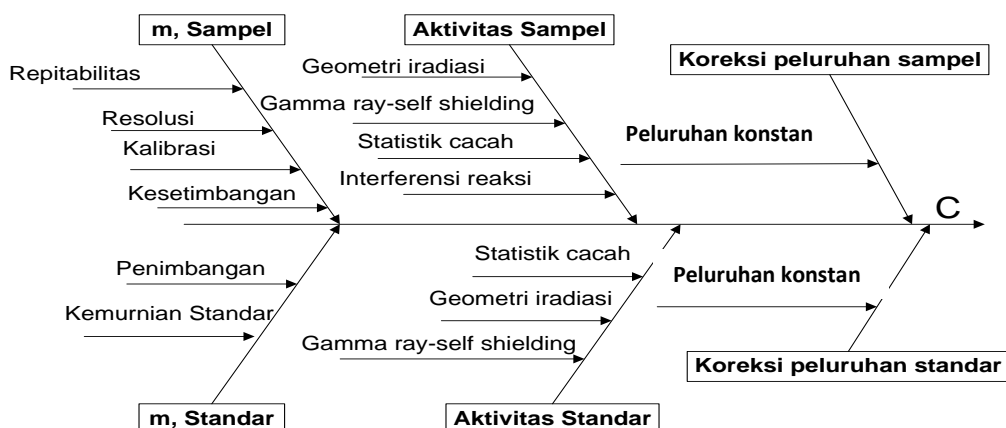 m, Sampel
Aktivitas Sampel
Koreksi peluruhan sampel
Repitabilitas
Resolusi
Kalibrasi
Kesetimbangan
Geometri iradiasi
Gamma ray-self shielding
Statistik cacah
Interferensi reaksi
Peluruhan konstan
C
Penimbangan
Kemurnian Standar
Statistik cacah
Geometri iradiasi
Gamma ray-self shielding
Peluruhan konstan
m, Standar
Aktivitas Standar
Koreksi peluruhan standar